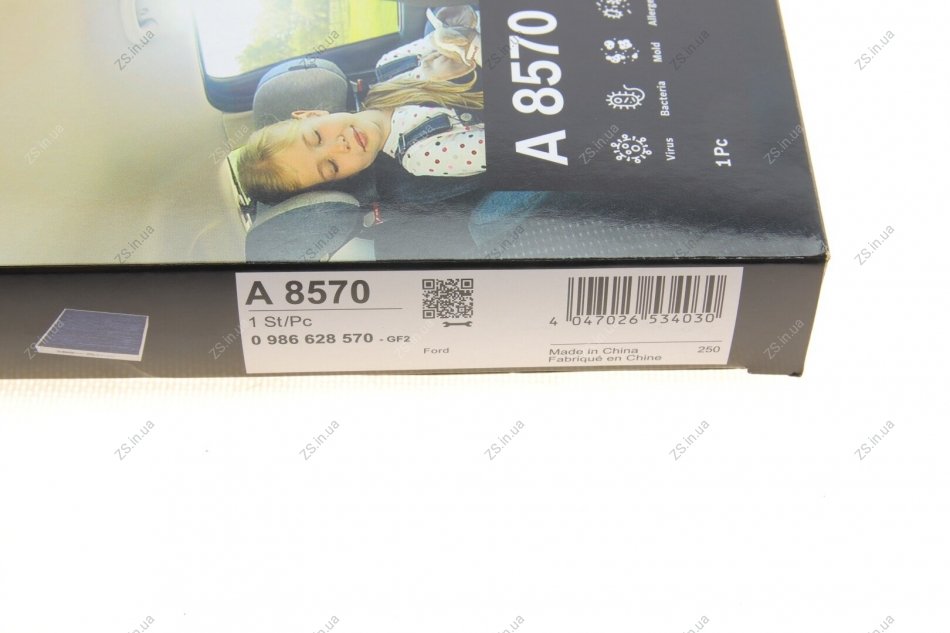 A 8570
Virus
Bacteria
Mold
1 Pc
A 8570
1 St/Pc
0 986 628 570 - GF2
Ford
4 047026 534030
Made in China
Fabriqué en Chine
250
ZS.in.ua